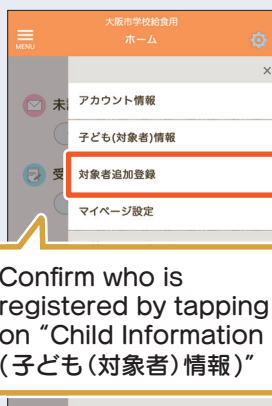 大阪市学校給食用
ホーム
MENU
×
アカウント情報
未
子ども(対象者)情報
対象者追加登録
受
マイページ設定
Confirm who is
registered by tapping
on “Child Information
(子ども(対象者)情報)”